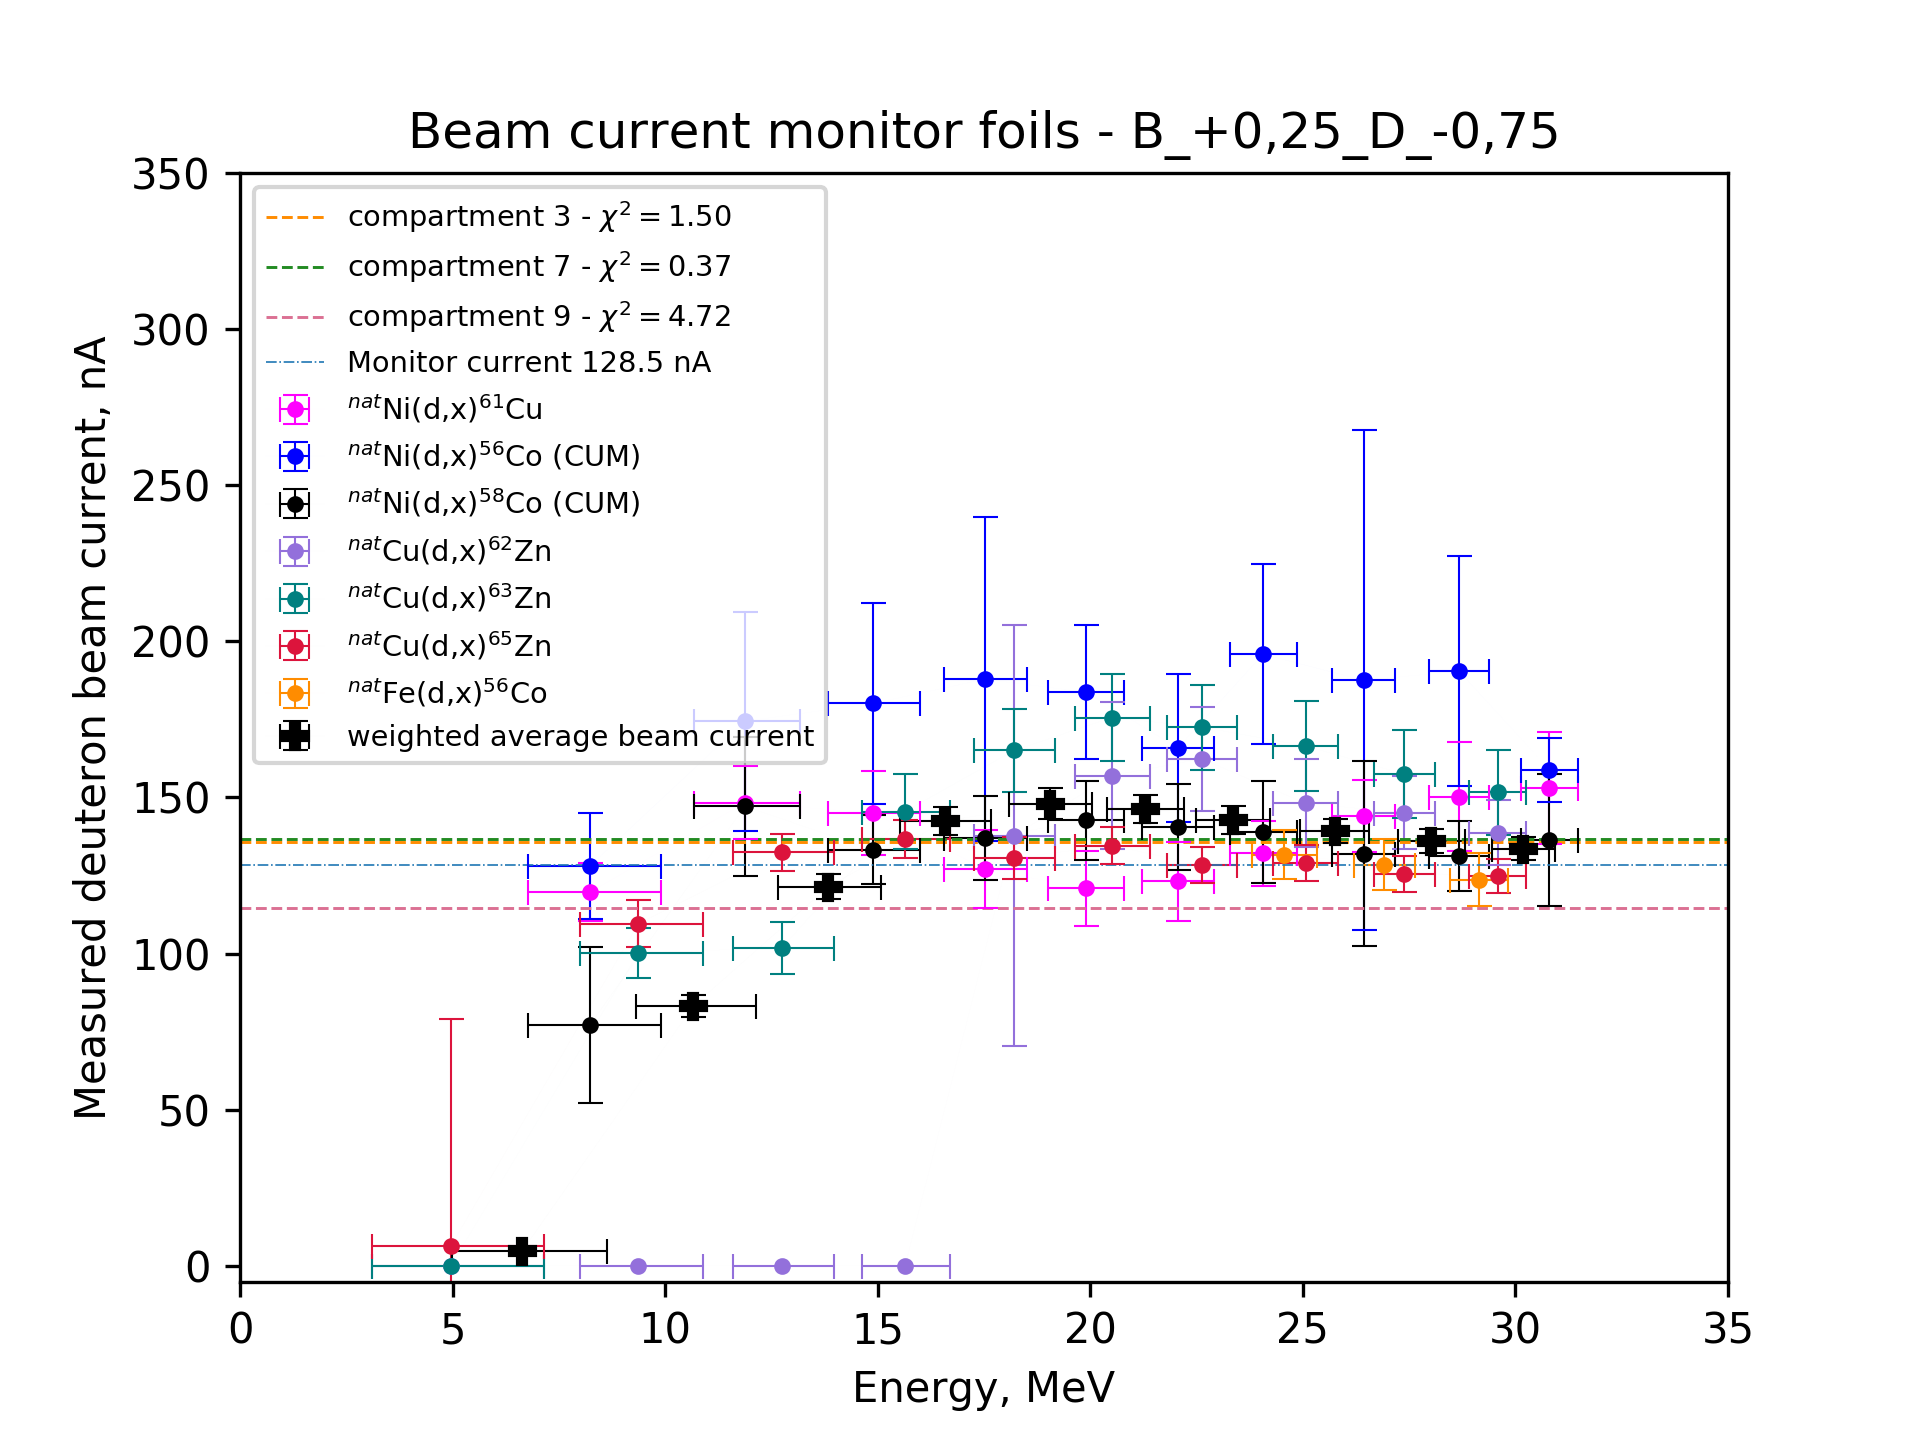 Beam current monitor foils - B_+0,25_D_-0,75
350
300
250
200
150
100
50
0
Measured deuteron beam current, nA
compartment 3 - χ² = 1.50
compartment 7 - χ² = 0.37
compartment 9 - χ² = 4.72
Monitor current 128.5 nA
ⁿᵃᵗNi(d,x)⁶¹Cu
ⁿᵃᵗNi(d,x)⁵⁶Co (CUM)
ⁿᵃᵗNi(d,x)⁵⁸Co (CUM)
ⁿᵃᵗCu(d,x)⁶²Zn
ⁿᵃᵗCu(d,x)⁶³Zn
ⁿᵃᵗCu(d,x)⁶⁵Zn
ⁿᵃᵗFe(d,x)⁵⁶Co
weighted average beam current
0 5 10 15 20 25 30 35
Energy, MeV